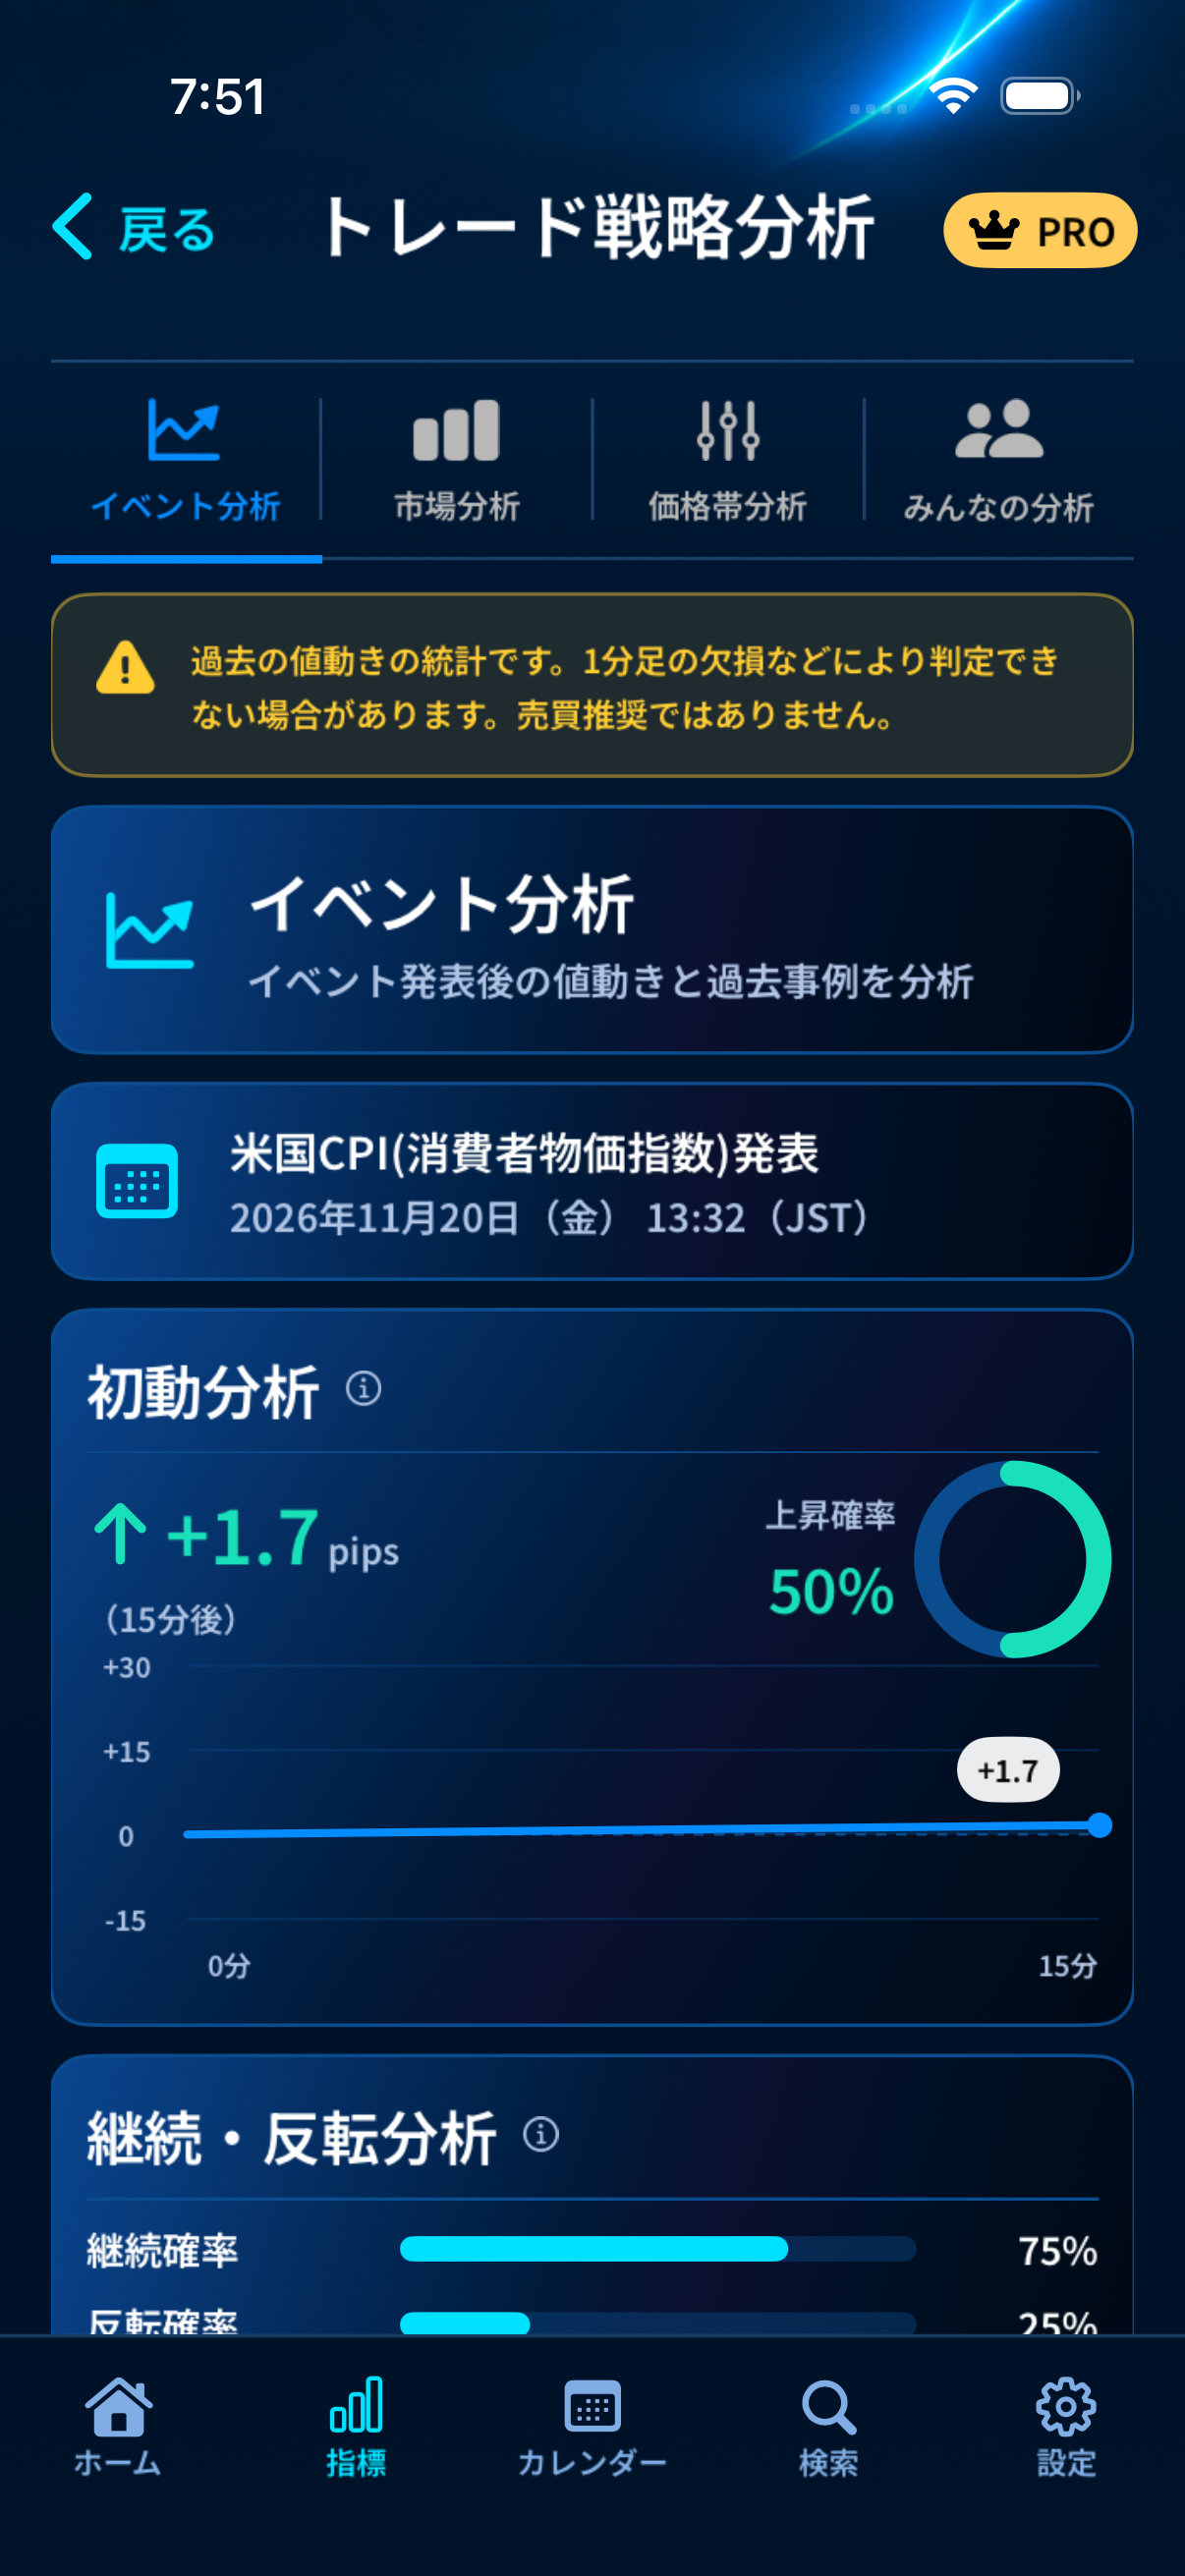 7:51
戻る
トレード戦略分析
PRO
イベント分析
市場分析
価格帯分析
みんなの分析
過去の値動きの統計です。1分足の欠損などにより判定でき
ない場合があります。売買推奨ではありません。
イベント分析
イベント発表後の値動きと過去事例を分析
米国CPI(消費者物価指数)発表
2026年11月20日（金） 13:32（JST）
初動分析
+1.7 pips
（15分後）
上昇確率
50%
+30
+15
+1.7
0
-15
0分
15分
継続・反転分析
継続確率
75%
反転確率
25%
ホーム
指標
カレンダー
検索
設定